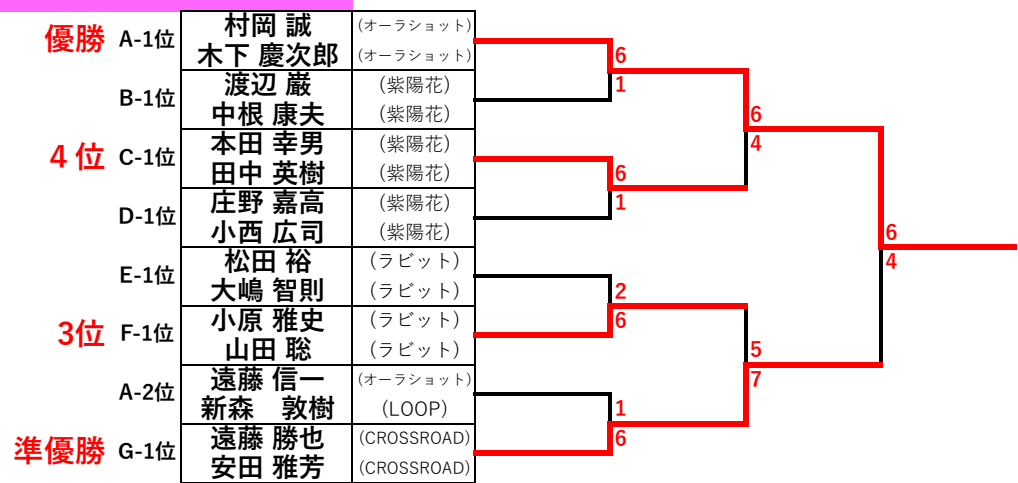 優勝 A-1位 村岡 誠 (オーラショット)
木下 慶次郎 (オーラショット)
6
1
B-1位 渡辺 巌 (紫陽花)
中根 康夫 (紫陽花)
6
4
4位 C-1位 本田 幸男 (紫陽花)
田中 英樹 (紫陽花)
6
1
D-1位 庄野 嘉高 (紫陽花)
小西 広司 (紫陽花)
6
4
E-1位 松田 裕 (ラビット)
大嶋 智則 (ラビット)
2
6
3位 F-1位 小原 雅史 (ラビット)
山田 聡 (ラビット)
5
7
A-2位 遠藤 信一 (オーラショット)
新森　敦樹 (LOOP)
1
6
準優勝 G-1位 遠藤 勝也 (CROSSROAD)
安田 雅芳 (CROSSROAD)